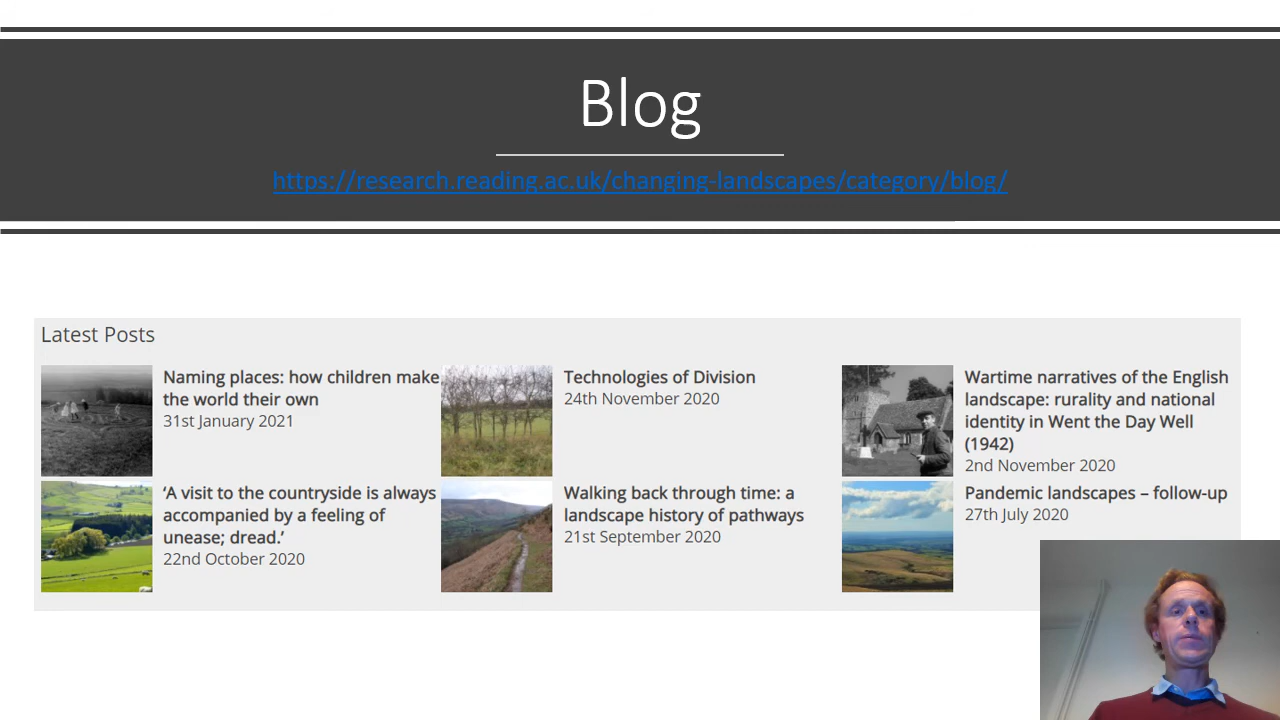 Blog
https://research.reading.ac.uk/changing-landscapes/category/blog/
Latest Posts
Naming places: how children make
the world their own
31st January 2021
Technologies of Division
24th November 2020
Wartime narratives of the English
landscape: rurality and national
identity in Went the Day Well
(1942)
2nd November 2020
‘A visit to the countryside is always
accompanied by a feeling of
unease; dread.’
22nd October 2020
Walking back through time: a
landscape history of pathways
21st September 2020
Pandemic landscapes – follow-up
27th July 2020